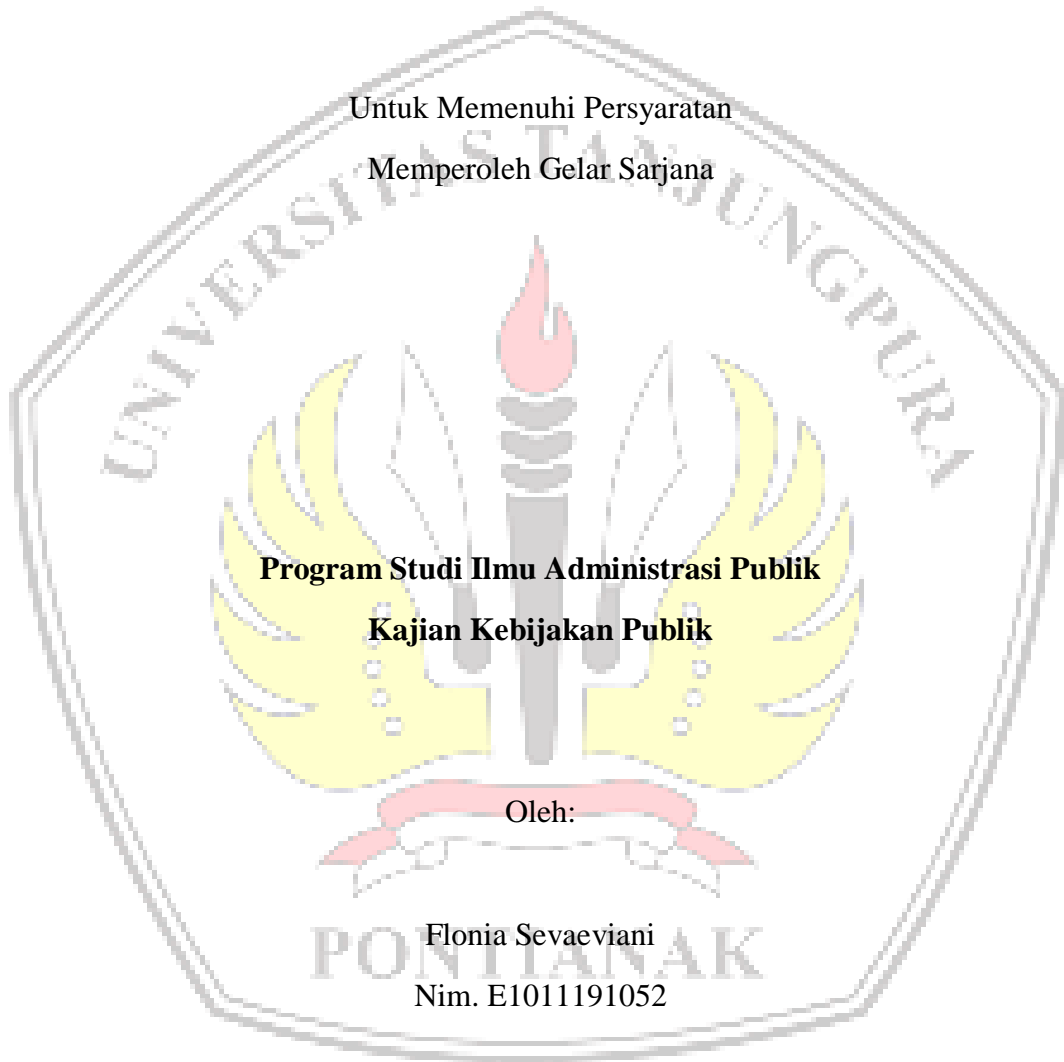 Untuk Memenuhi Persyaratan
Memperoleh Gelar Sarjana
UNIVERSITAS TANJUNGPURA
Program Studi Ilmu Administrasi Publik
Kajian Kebijakan Publik
Oleh:
Flonia Sevaeviani
PONTIANAK
Nim. E1011191052